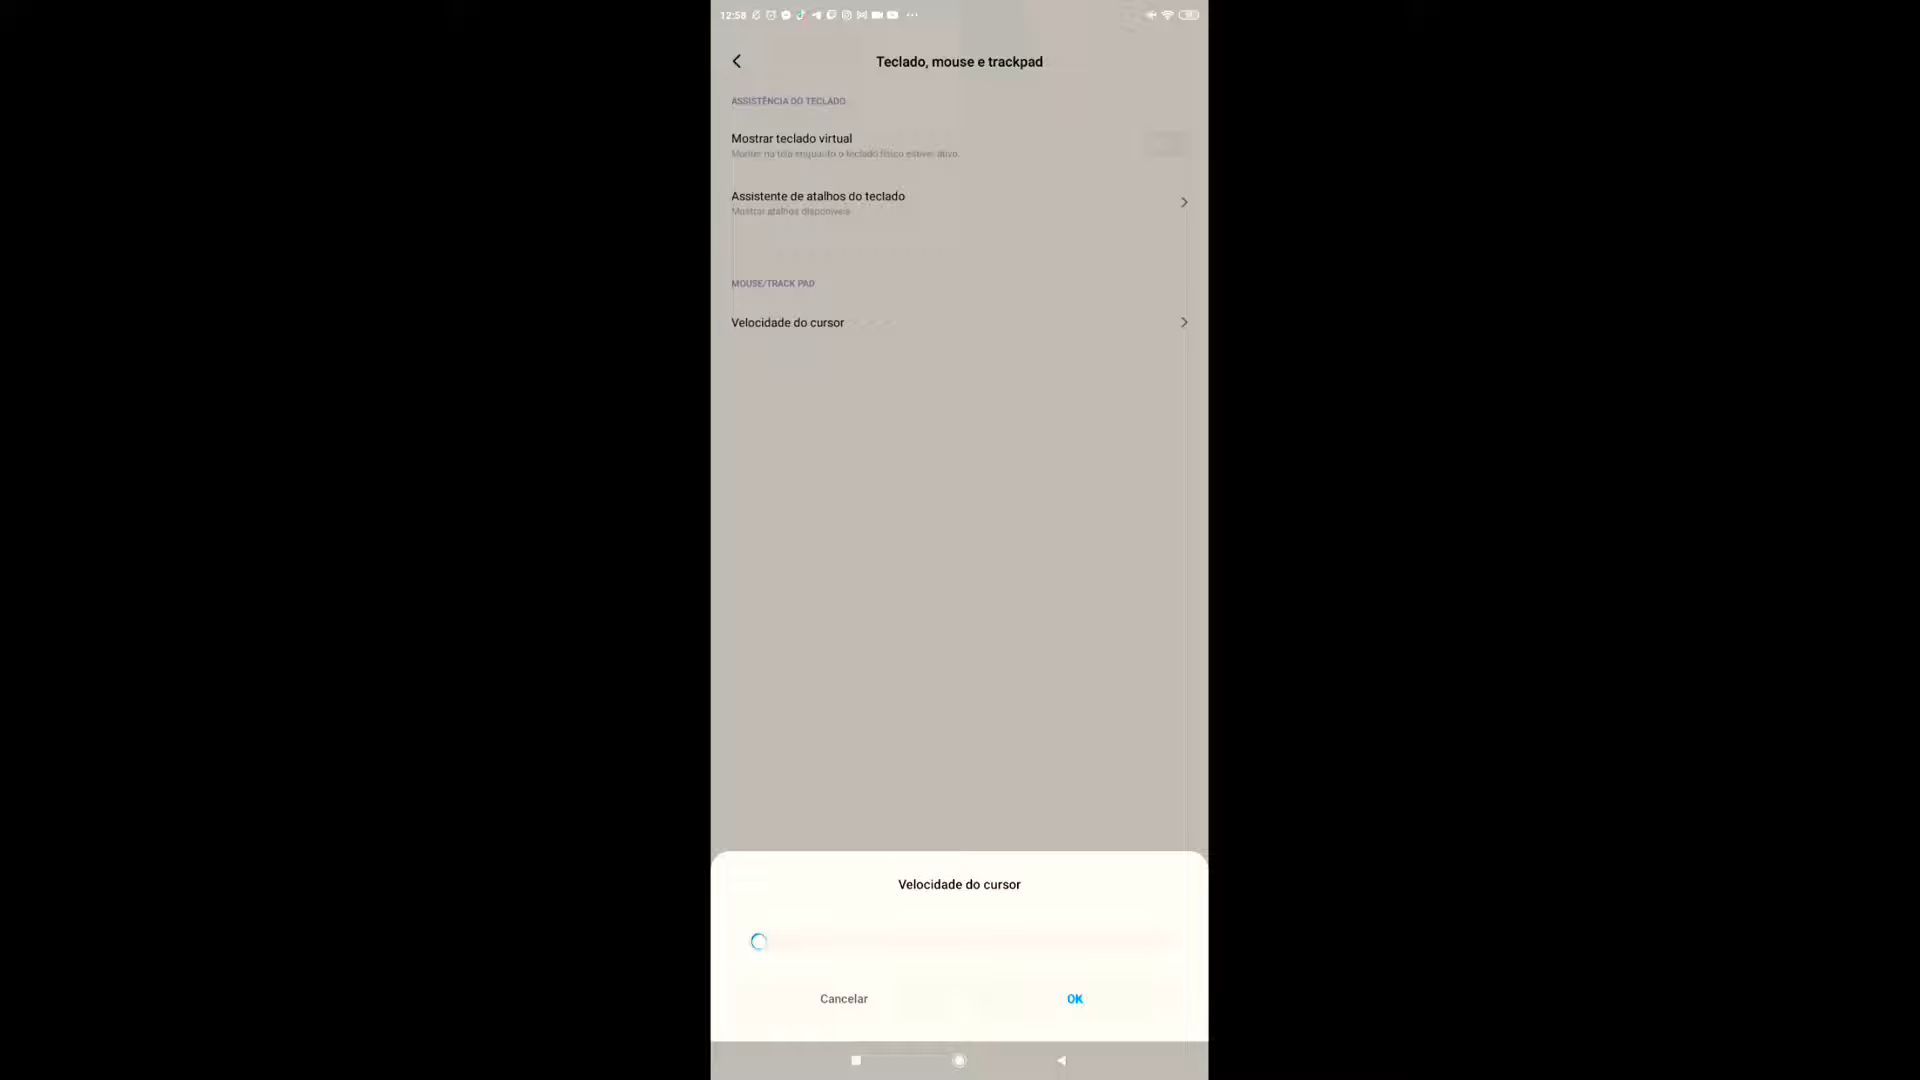 12:58
Teclado, mouse e trackpad
ASSISTÊNCIA DO TECLADO
Mostrar teclado virtual
Manter na tela enquanto o teclado físico estiver ativo.
Assistente de atalhos do teclado
Mostrar atalhos disponíveis
MOUSE/TRACK PAD
Velocidade do cursor
Velocidade do cursor
Cancelar
OK